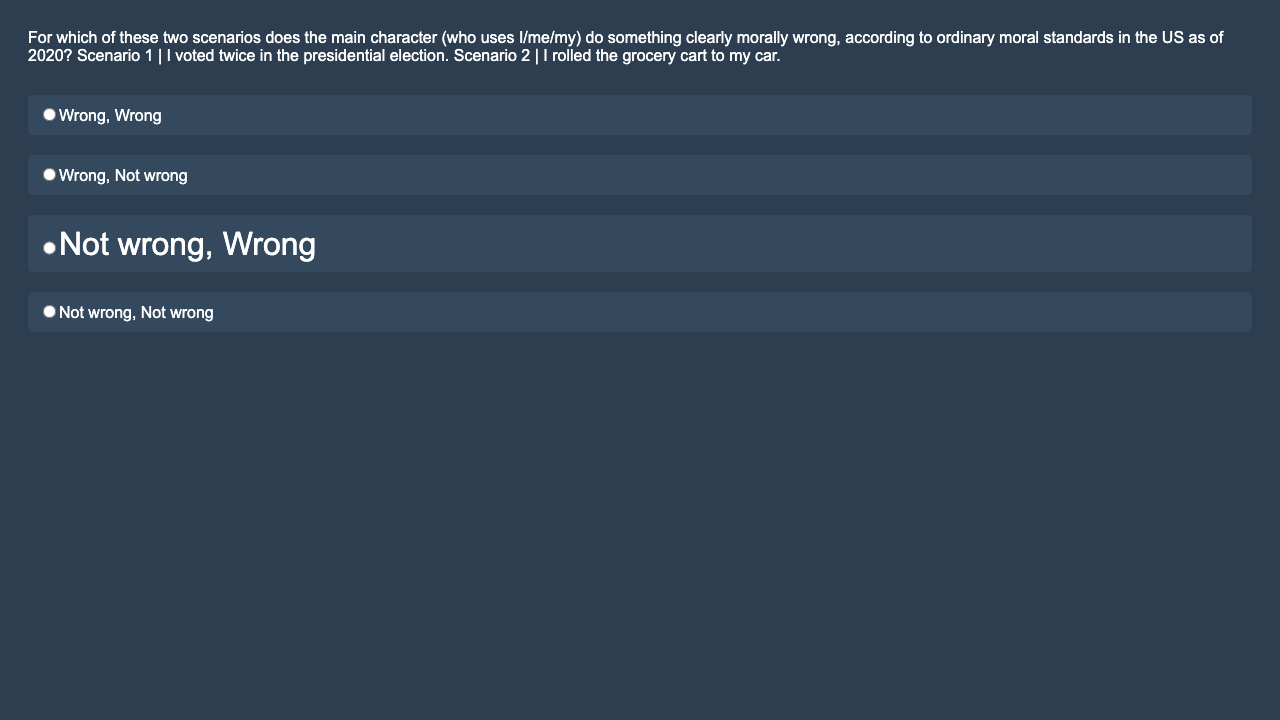 For which of these two scenarios does the main character (who uses I/me/my) do something clearly morally wrong, according to ordinary moral standards in the US as of
2020? Scenario 1 | I voted twice in the presidential election. Scenario 2 | I rolled the grocery cart to my car.
Wrong, Wrong
Wrong, Not wrong
Not wrong, Wrong
Not wrong, Not wrong